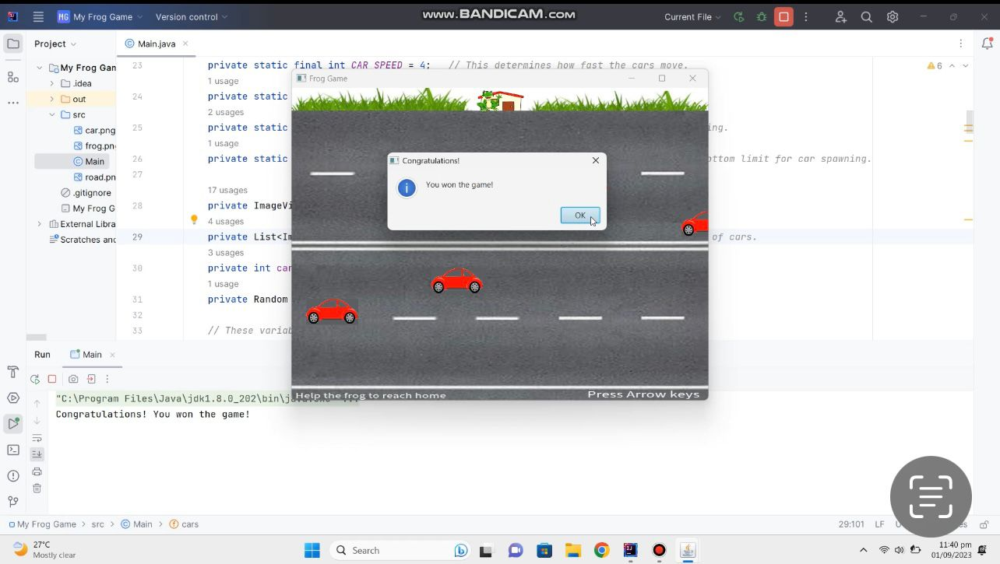 www.BANDICAM.com
MG My Frog Game
Version control
Current File
Project
Main.java
My Frog Gam
.idea
out
src
car.png
frog.pn
Main
road.pn
.gitignore
My Frog G
External Libra
Scratches and
6
23 private static final int CAR_SPEED = 4; // This determines how fast the cars move.
1 usage
24 private static
2 usages
25 private static ng.
1 usage
26 private static ottom limit for car spawning.
27
17 usages
28 private ImageVi
4 usages
29 private List<Im of cars.
3 usages
30 private int car
1 usage
31 private Random
32
33 // These variab
Frog Game
Congratulations!
You won the game!
OK
Help the frog to reach home
Press Arrow keys
Run
Main
"C:\Program Files\Java\jdk1.8.0_202\bin\java.exe" ...
Congratulations! You won the game!
My Frog Game > src > Main > cars
29:101 LF
27°C
Mostly clear
Search
11:40 pm
01/09/2023